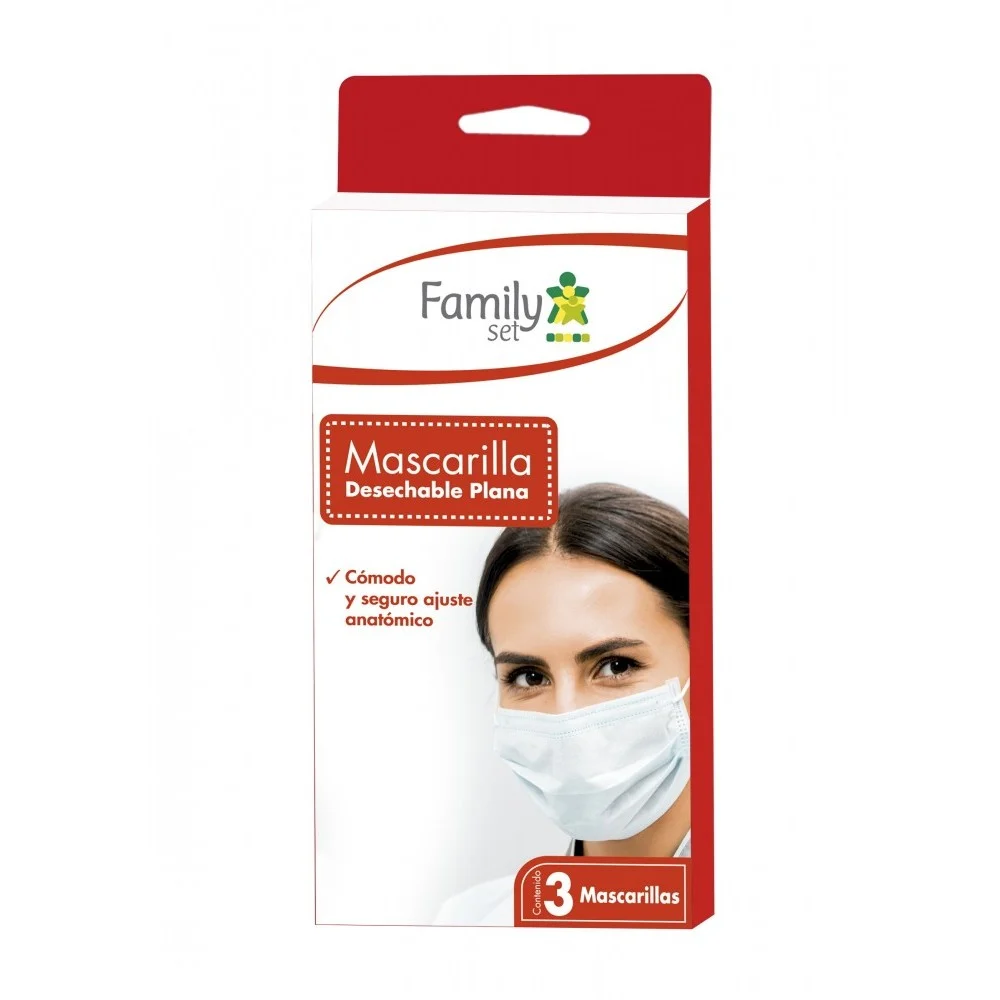 Family
set
Mascarilla
Desechable Plana
✓ Cómodo
y seguro ajuste
anatómico
Contenido
3 Mascarillas